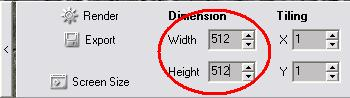 Render Dimension Tiling
Export Width 512 X 1
Screen Size Height 512 Y 1